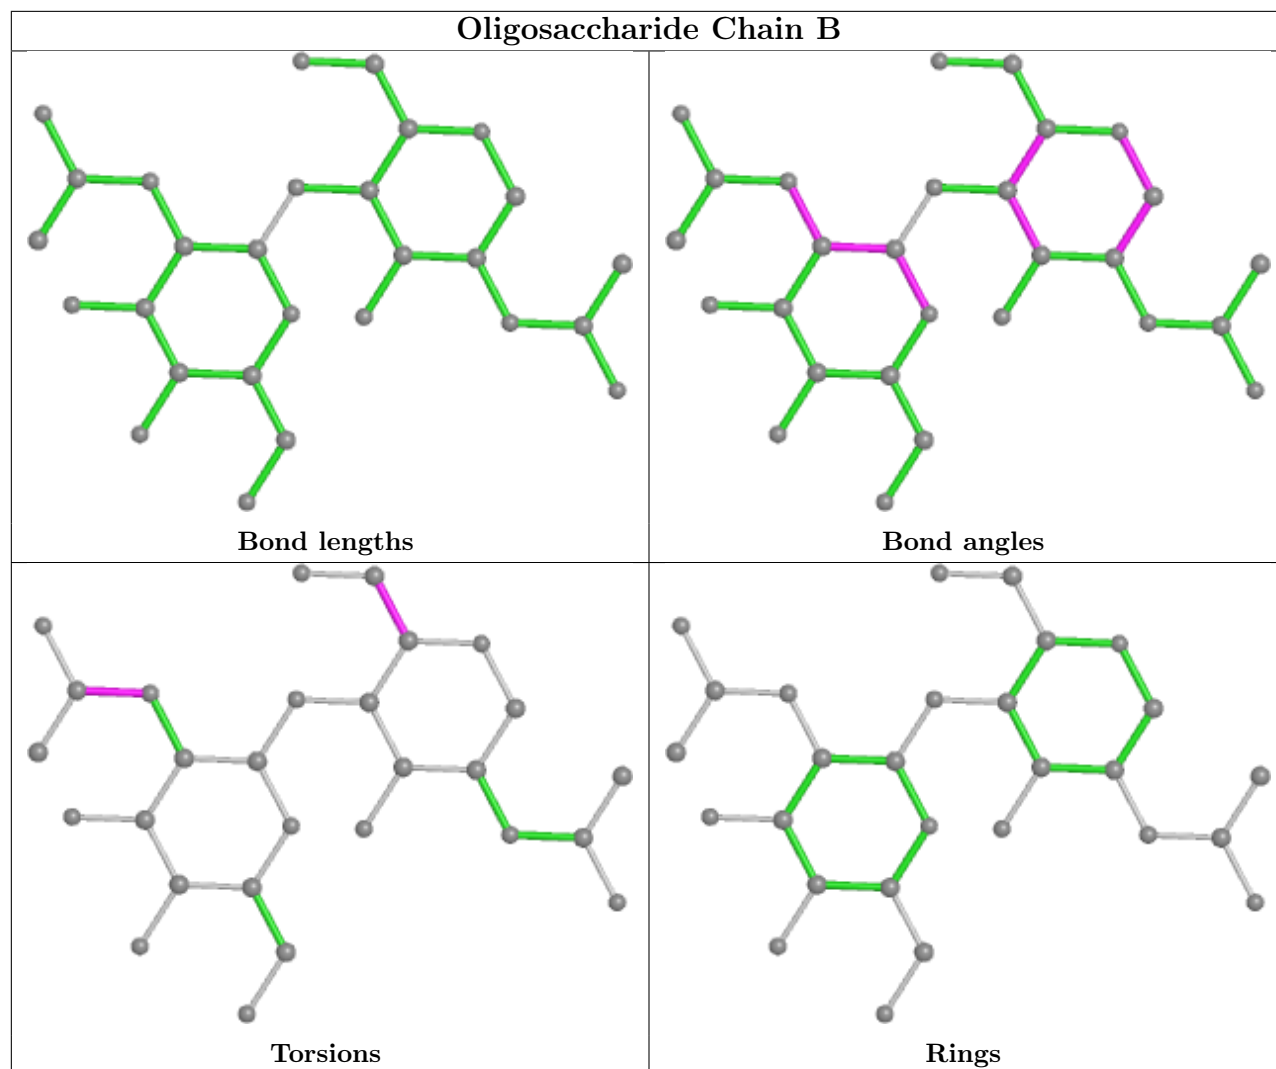 Oligosaccharide Chain B
Bond lengths
Bond angles
Torsions
Rings